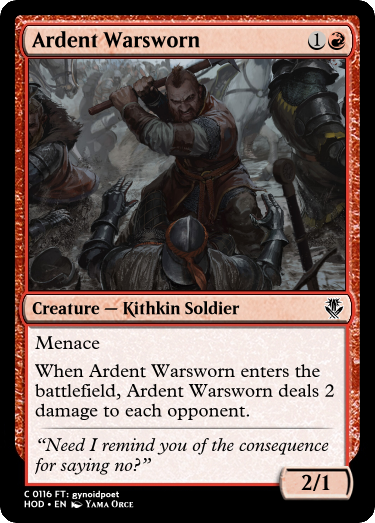 Ardent Warsworn 1
Creature — Kithkin Soldier
Menace
When Ardent Warsworn enters the
battlefield, Ardent Warsworn deals 2
damage to each opponent.
“Need I remind you of the consequence
for saying no?”
2/1
C 0116 FT: gynoidpoet
HOD • EN Yama Orce